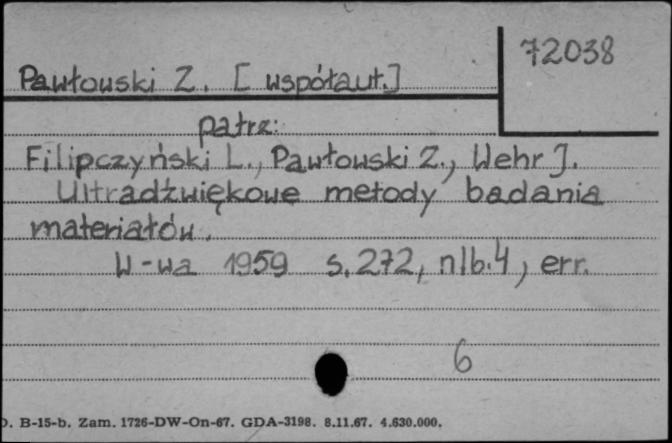 72038
Pawłowski Z. [współaut.]
patrz:
Filipczyński L., Pawłowski Z., Wehr J.
Ultradźwiękowe metody badania
materiałów.
W-wa 1959 s. 272, nlb. 4, err.
6
B-15-b. Zam. 1726-DW-On-67. GDA-3198. 8.11.67. 4.630.000.